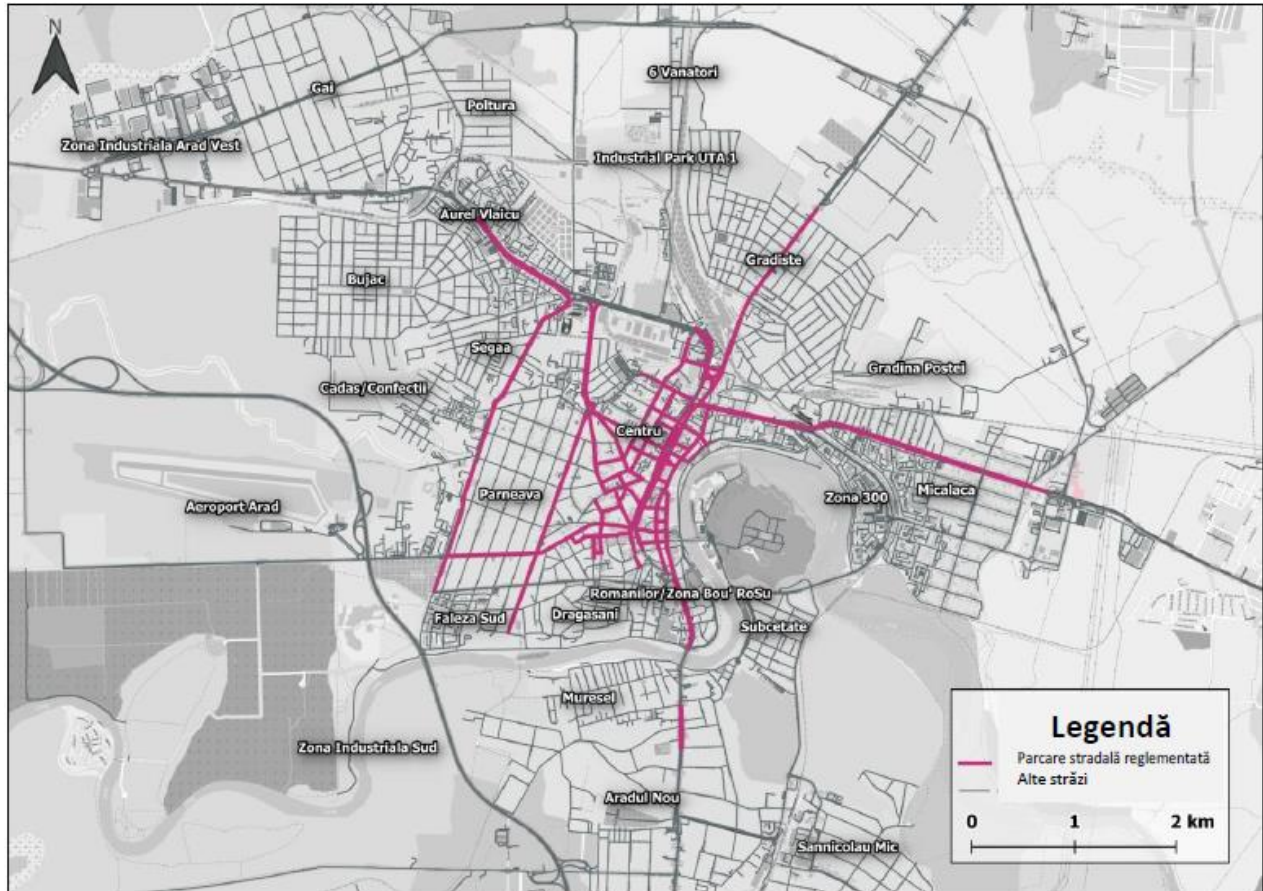 N
6 Vanatori
Gai
Poltura
Zona Industriala Arad Vest
Industrial Park UTA 1
Aurel Vlaicu
Gradiste
Bujac
Segaa
Gradina Postei
Cadas/Confectii
Centru
Parneava
Zona 300
Micalaca
Aeroport Arad
Romanilor/Zona Bou' RoSu
Faleza Sud
Dragasani
Subcetate
Muresel
Zona Industriala Sud
Aradul Nou
Sannicolau Mic
Legendă
Parcare stradală reglementată
Alte străzi
0 1 2 km